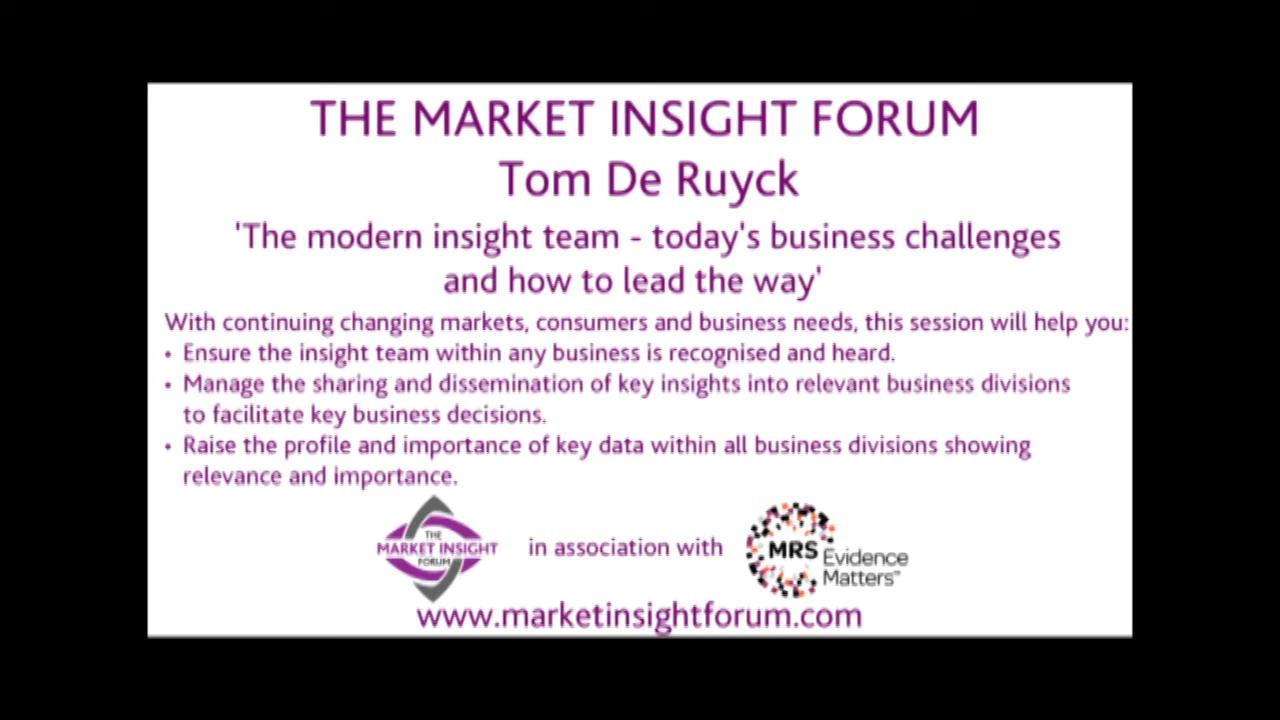 THE MARKET INSIGHT FORUM
Tom De Ruyck
'The modern insight team - today's business challenges
and how to lead the way'
With continuing changing markets, consumers and business needs, this session will help you:
• Ensure the insight team within any business is recognised and heard.
• Manage the sharing and dissemination of key insights into relevant business divisions
to facilitate key business decisions.
• Raise the profile and importance of key data within all business divisions showing
relevance and importance.
THE
MARKET INSIGHT
FORUM
in association with
MRS
Evidence
Matters™
www.marketinsightforum.com